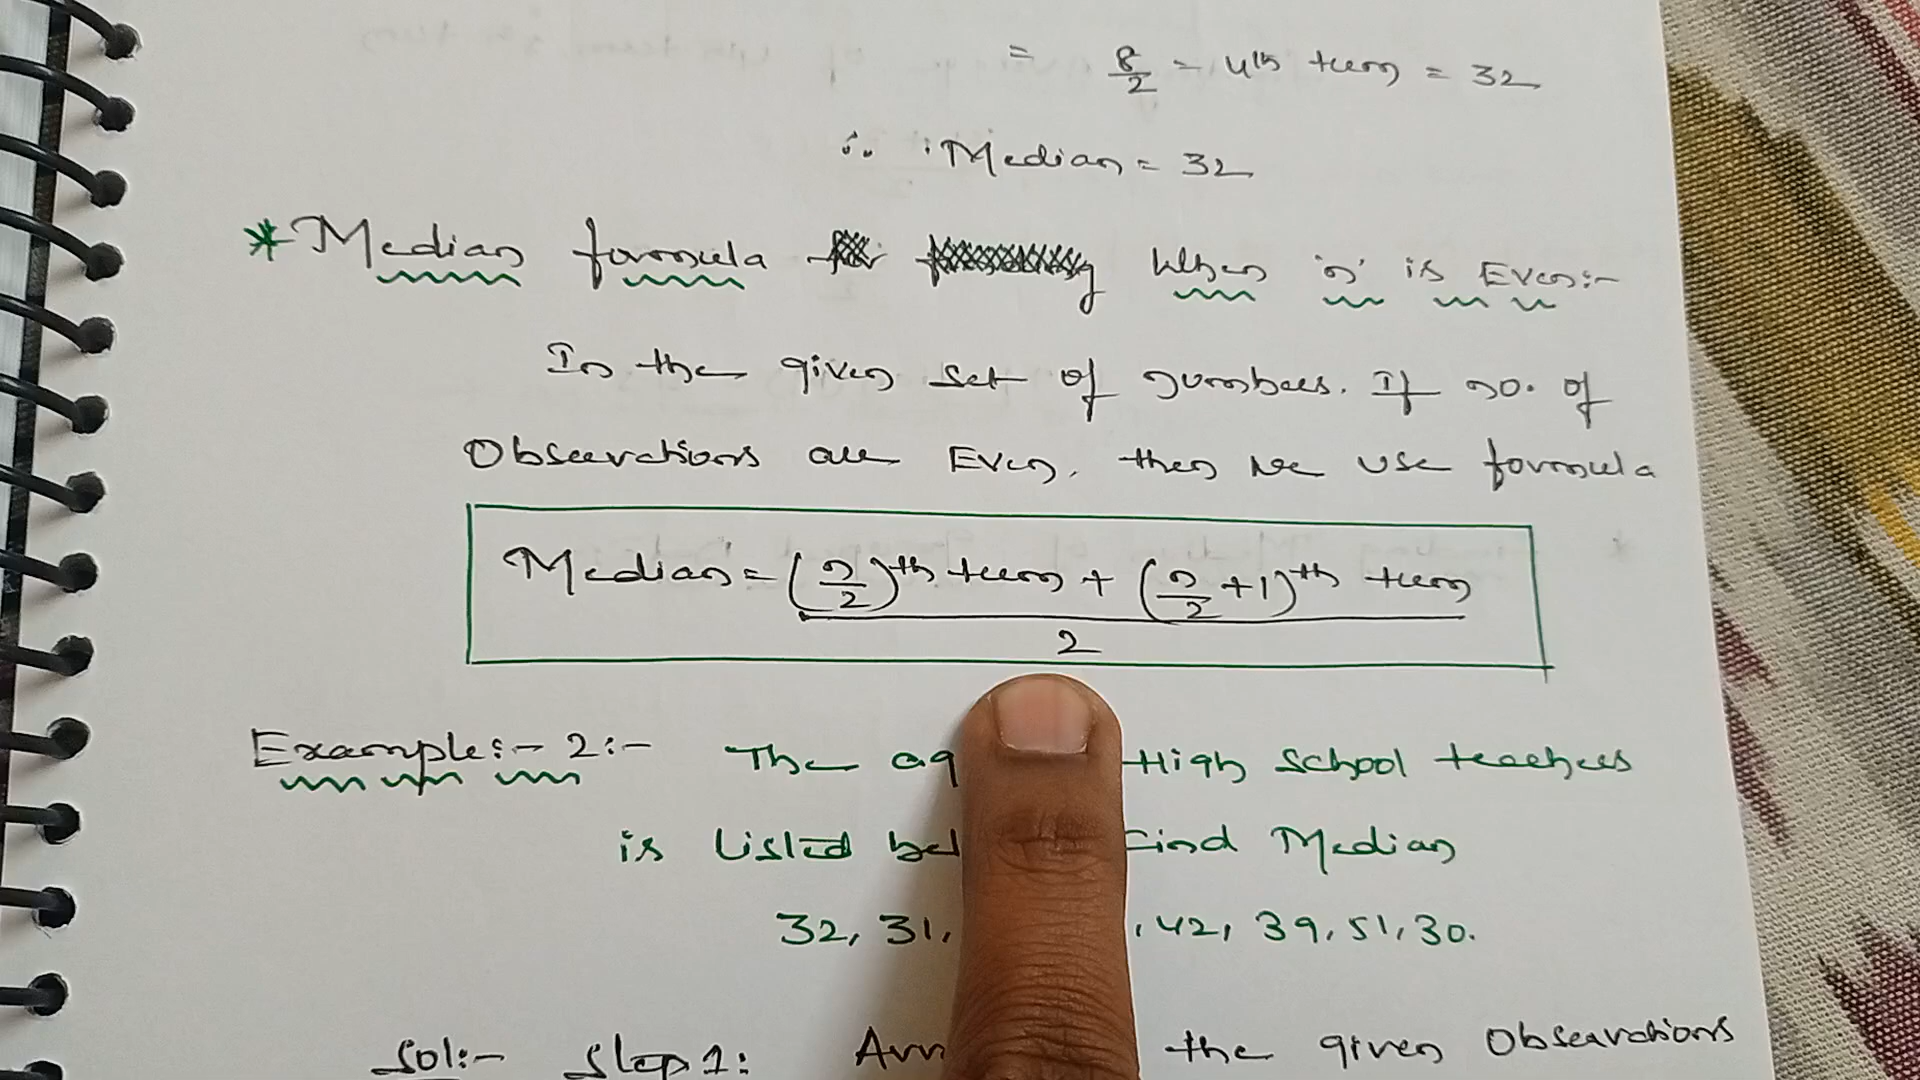 = 8/2 = 4th term = 32
∴ Median = 32
* Median formula When 'n' is Even:-
In the given set of numbers. If no. of
Observations are Even, then we use formula
Median = (n/2)th term + (n/2 + 1)th term
2
Example:- 2:- The High School teachers
is Listed Find Median
32, 31, , 42, 39, 51, 30.
Sol:- Step 1: the given Observations